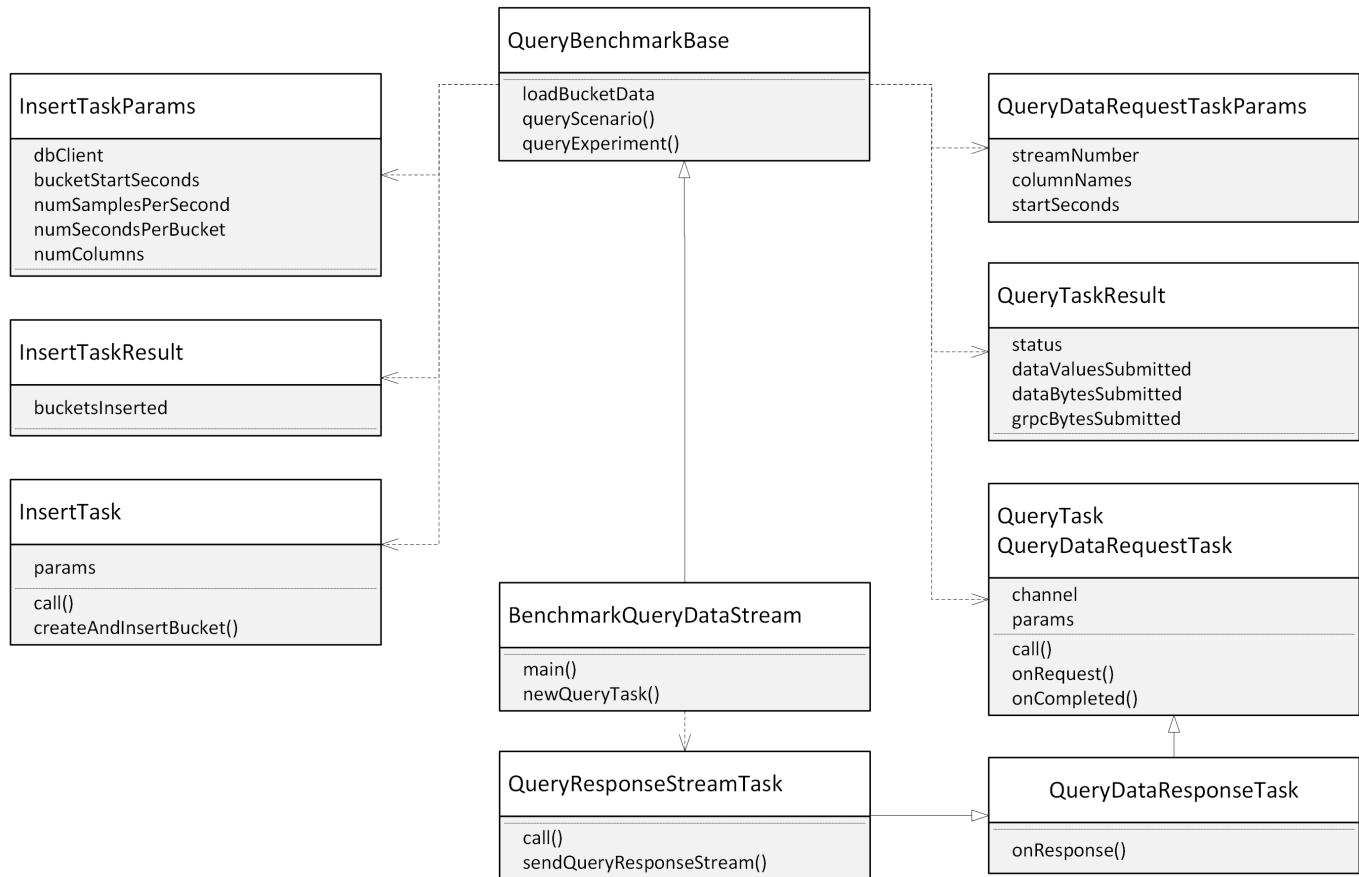 QueryBenchmarkBase
loadBucketData
queryScenario()
queryExperiment()
InsertTaskParams
dbClient
bucketStartSeconds
numSamplesPerSecond
numSecondsPerBucket
numColumns
QueryDataRequestTaskParams
streamNumber
columnNames
startSeconds
InsertTaskResult
bucketsInserted
QueryTaskResult
status
dataValuesSubmitted
dataBytesSubmitted
grpcBytesSubmitted
InsertTask
params
call()
createAndInsertBucket()
QueryTask
QueryDataRequestTask
channel
params
call()
onRequest()
onCompleted()
BenchmarkQueryDataStream
main()
newQueryTask()
QueryResponseStreamTask
call()
sendQueryResponseStream()
QueryDataResponseTask
onResponse()